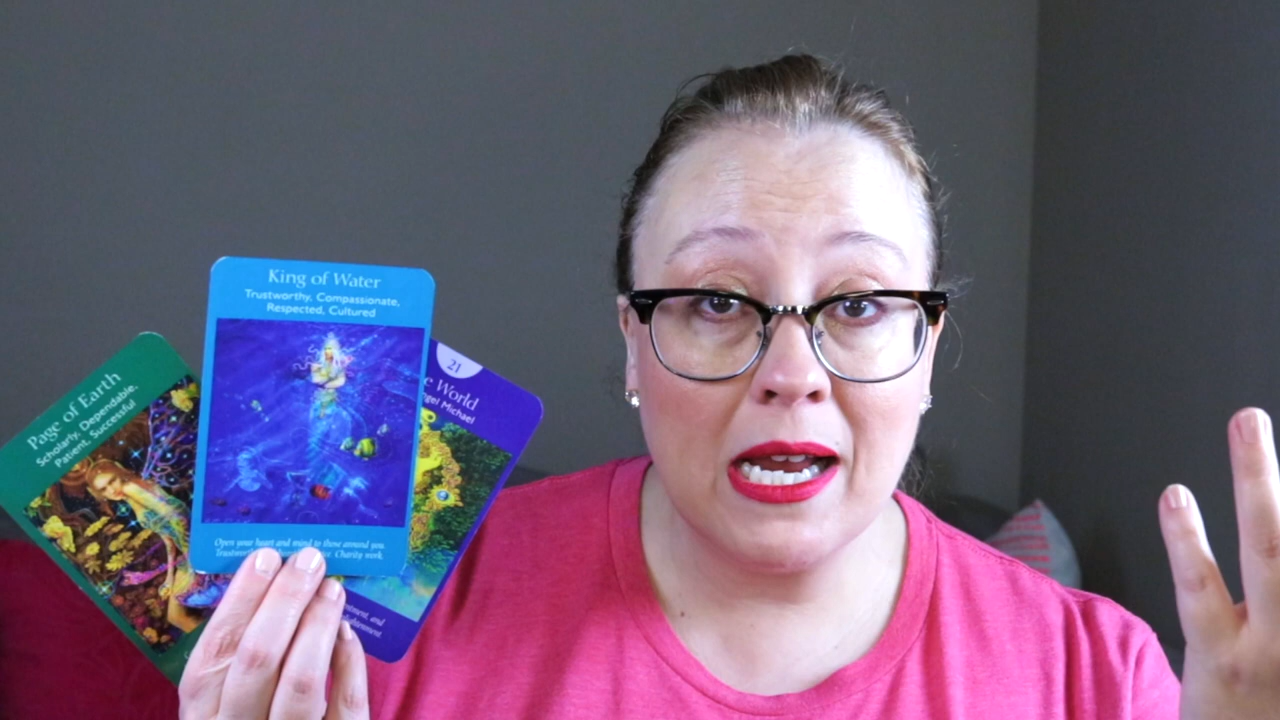 Page of Earth
Scholarly, Dependable,
Patient, Successful
King of Water
Trustworthy, Compassionate,
Respected, Cultured
Open your heart and mind to those around you.
Charity work.
21
World
Michael
and